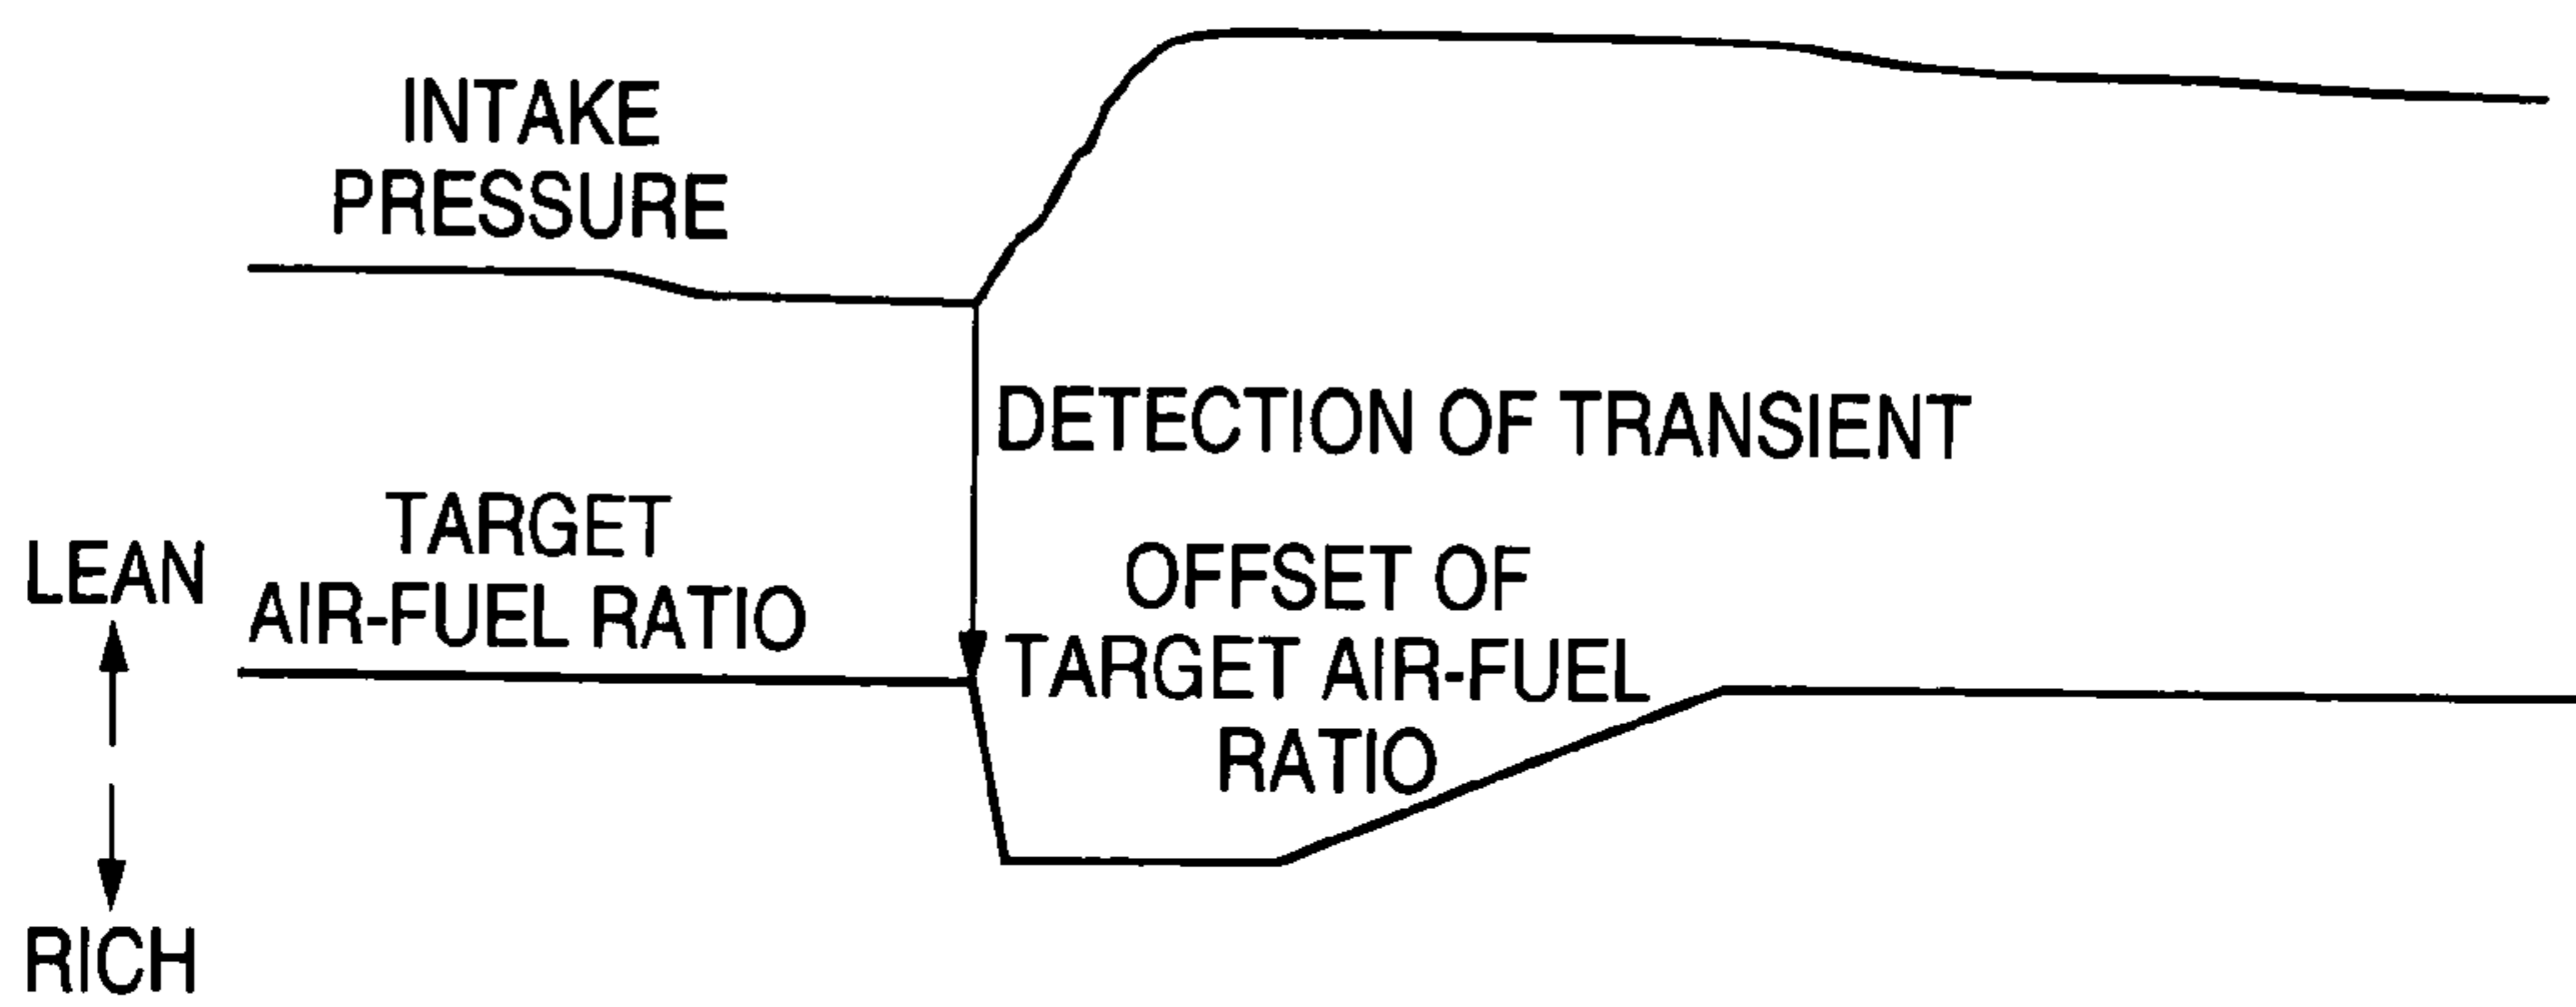 INTAKE
PRESSURE
DETECTION OF TRANSIENT
TARGET
AIR-FUEL RATIO
LEAN
RICH
OFFSET OF
TARGET AIR-FUEL
RATIO